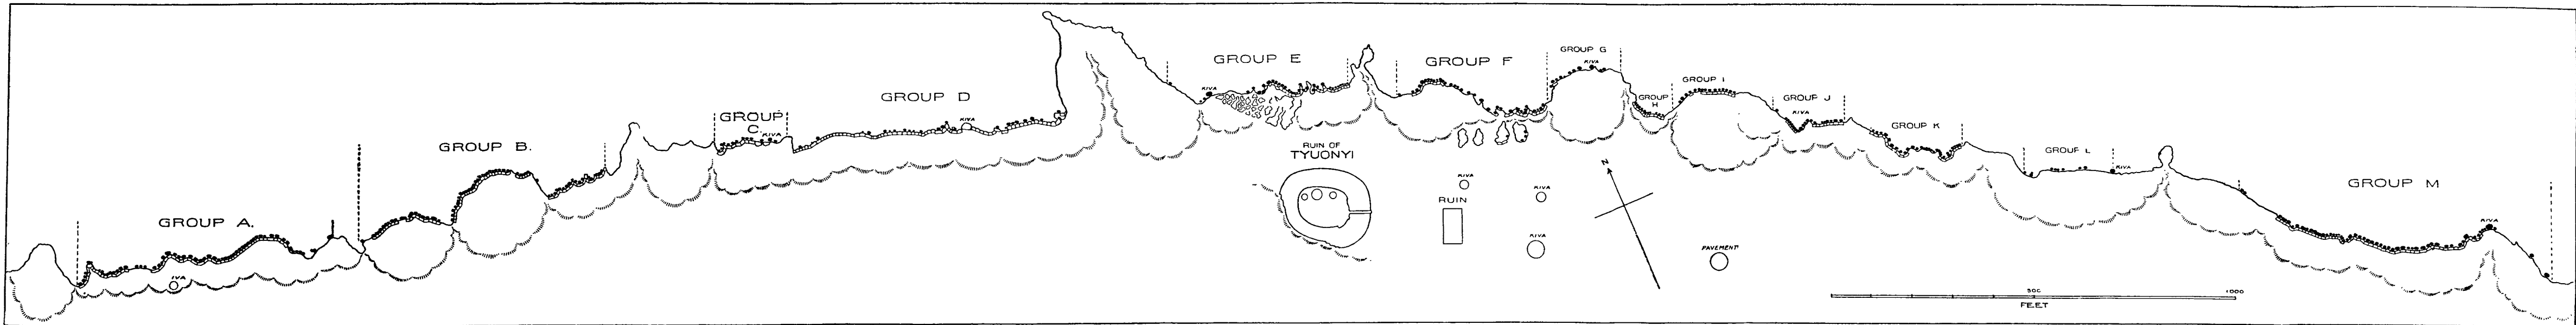 GROUP A.
IVA
GROUP B.
GROUP
C.
KIVA
GROUP D
KIVA
GROUP E
KIVA
GROUP F
GROUP G
KIVA
GROUP
H
GROUP I
GROUP J
KIVA
GROUP K
GROUP L
KIVA
GROUP M
KIVA
RUIN OF
TYUONYI
KIVA
RUIN
KIVA
KIVA
N
PAVEMENT
500
1000
FEET